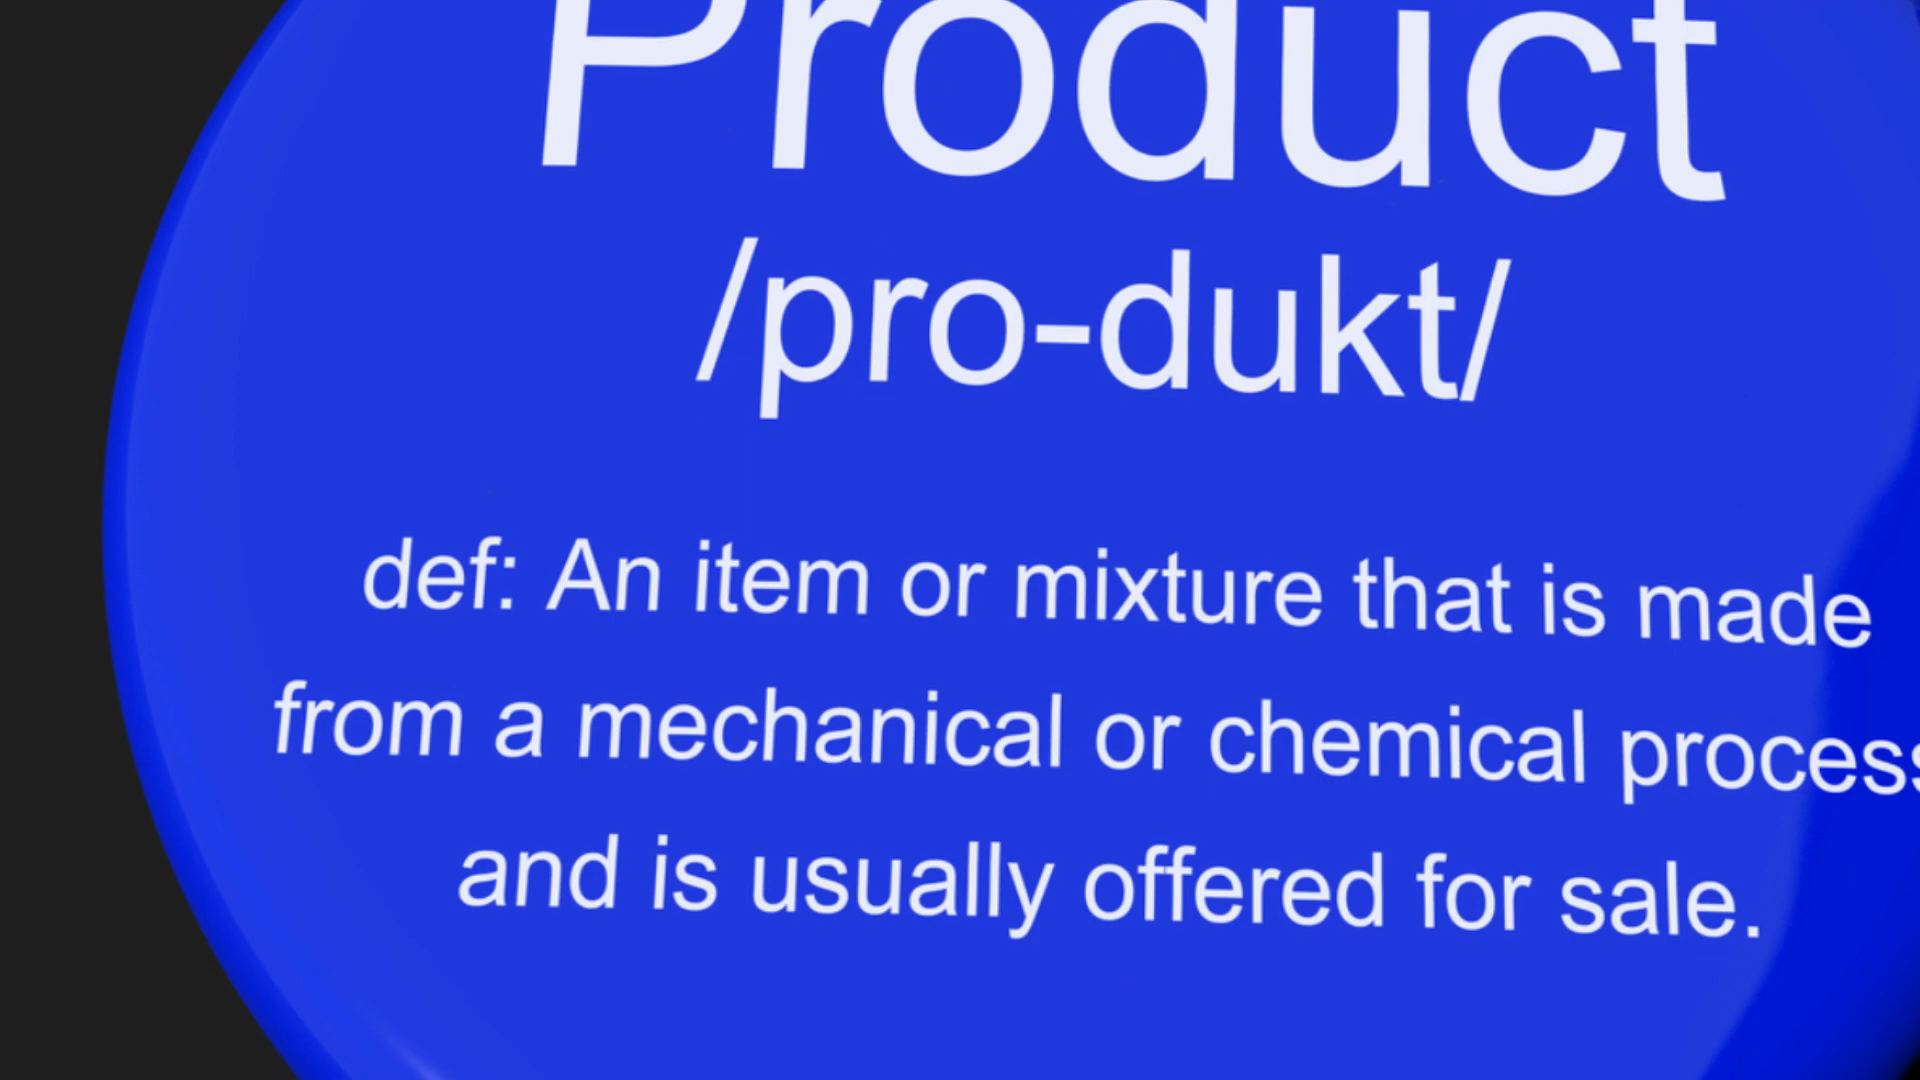 Product
/pro-dukt/
def: An item or mixture that is made
from a mechanical or chemical process
and is usually offered for sale.